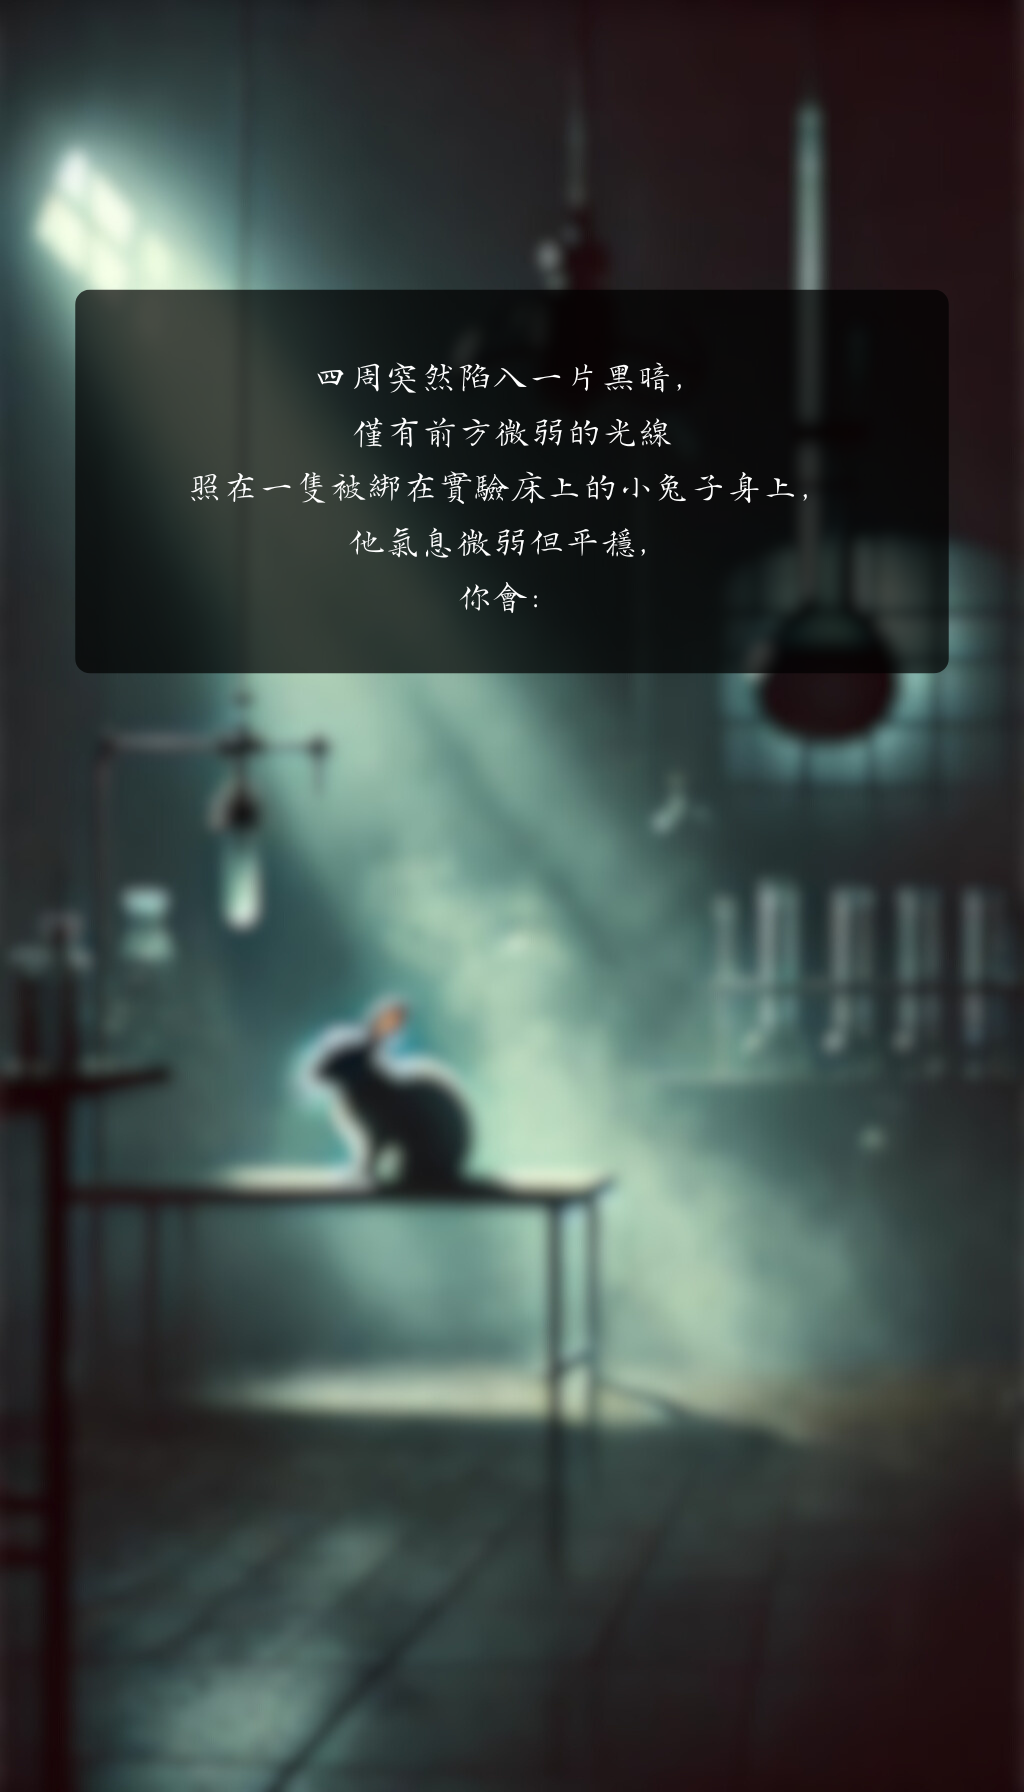 四周突然陷入一片黑暗,
僅有前方微弱的光線
照在一隻被綁在實驗床上的小兔子身上,
他氣息微弱但平穩,
你會: